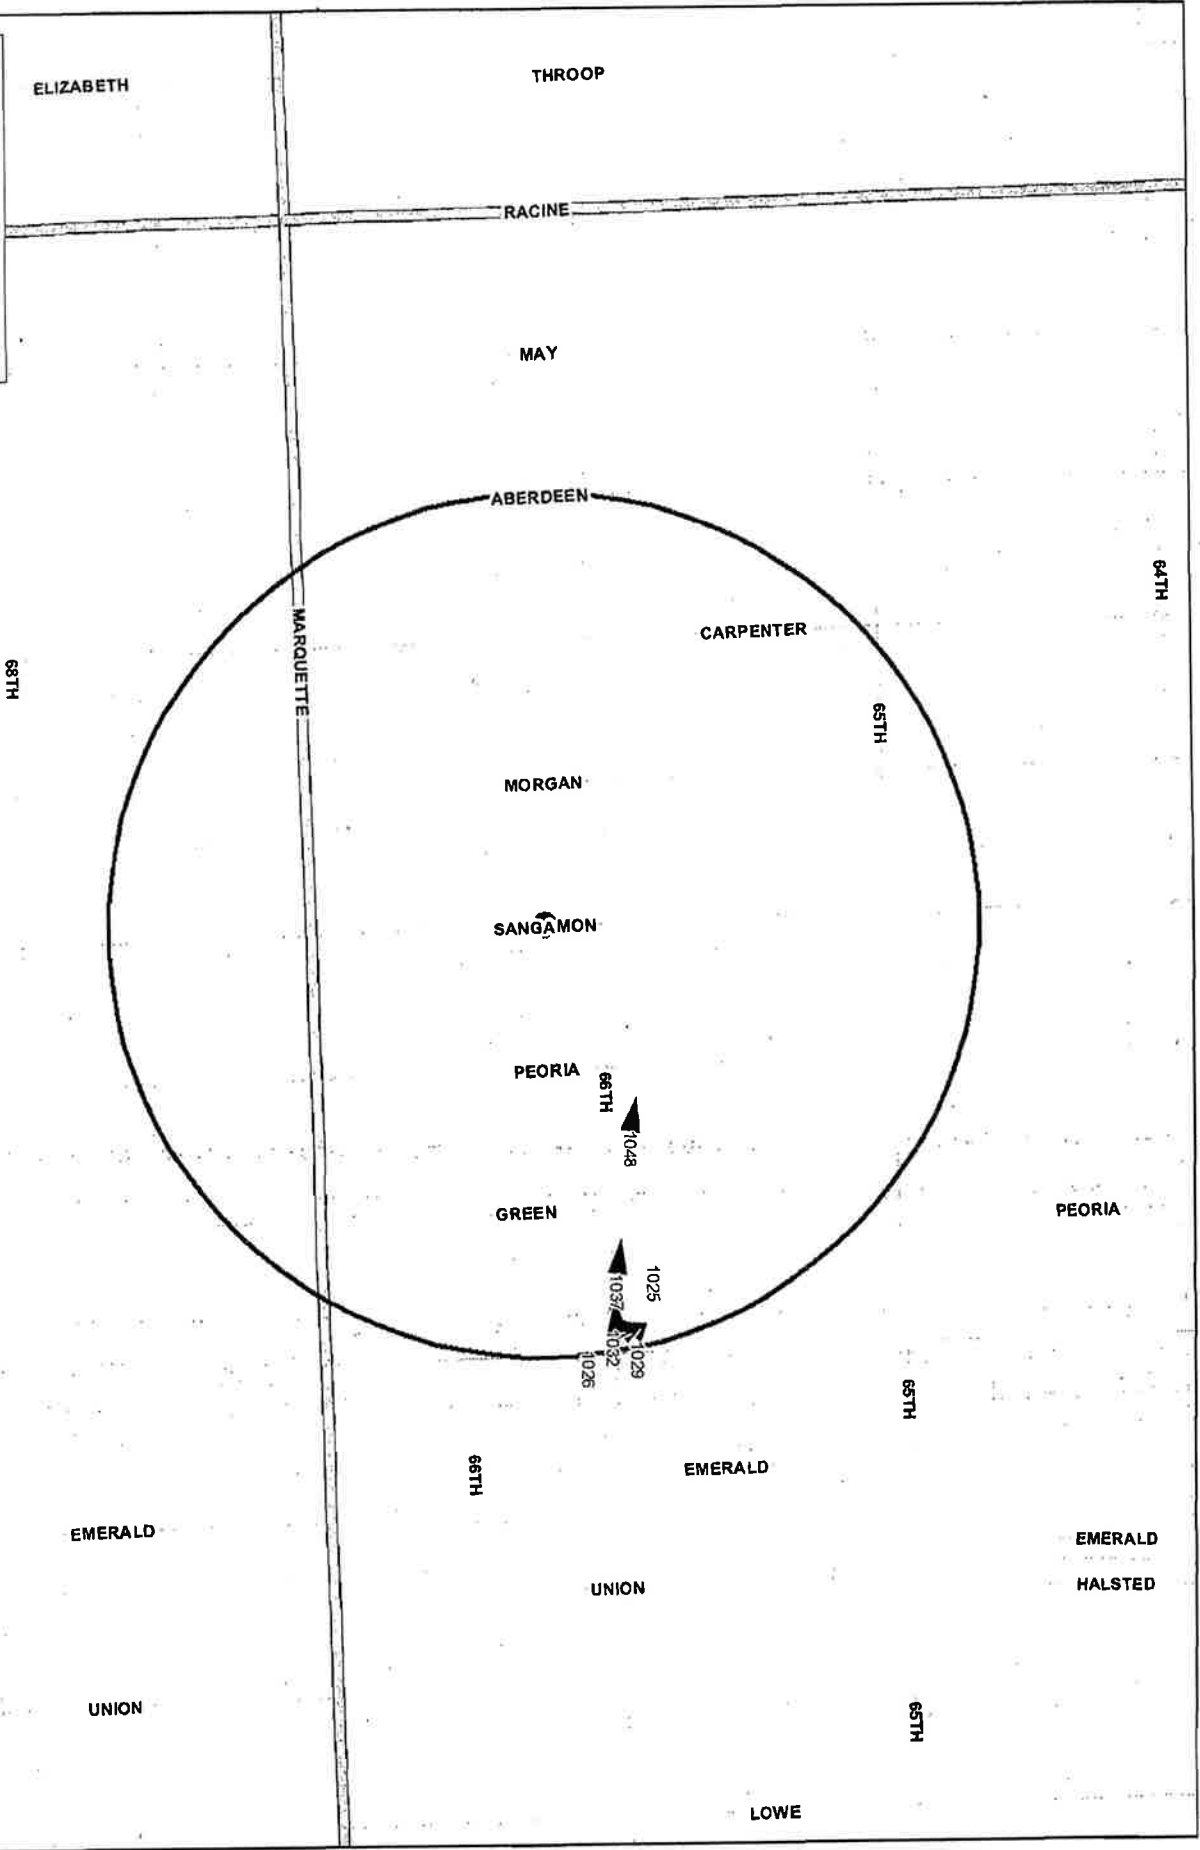 ELIZABETH
THROOP
RACINE
MAY
ABERDEEN
64TH
CARPENTER
MARQUETTE
68TH
65TH
MORGAN
SANGAMON
PEORIA
66TH
1048
GREEN
PEORIA
1025
1037
1032
1029
1026
65TH
66TH
EMERALD
EMERALD
EMERALD
HALSTED
UNION
UNION
65TH
LOWE